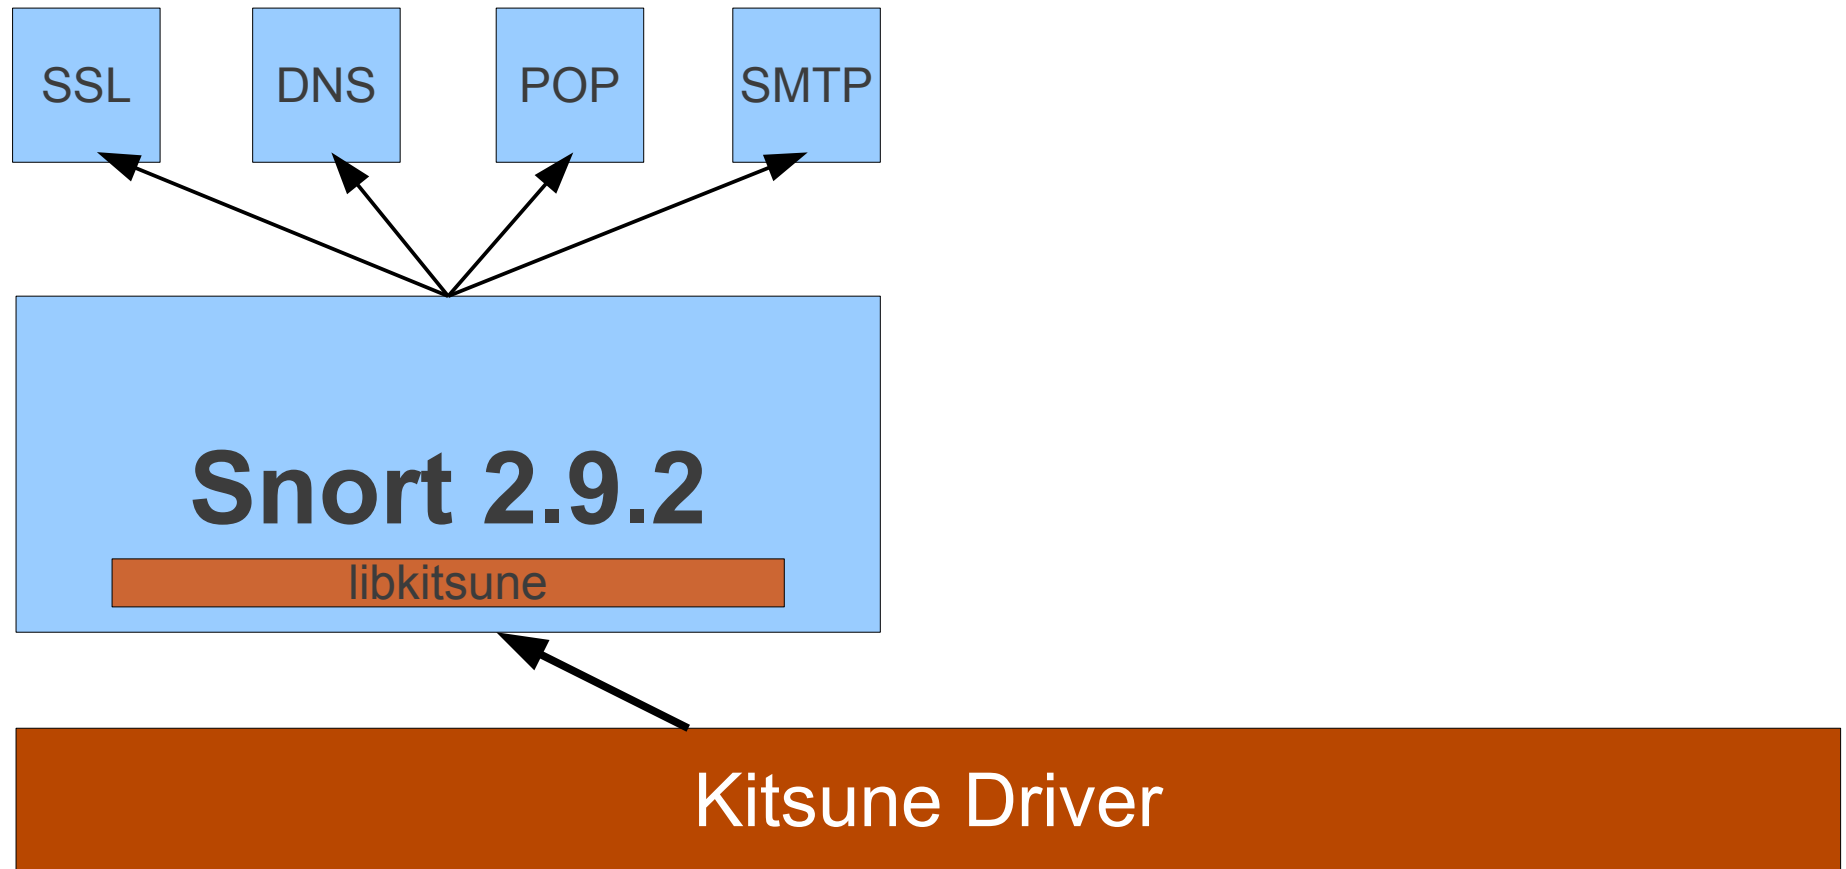 SSL
DNS
POP
SMTP
Snort 2.9.2
libkitsune
Kitsune Driver